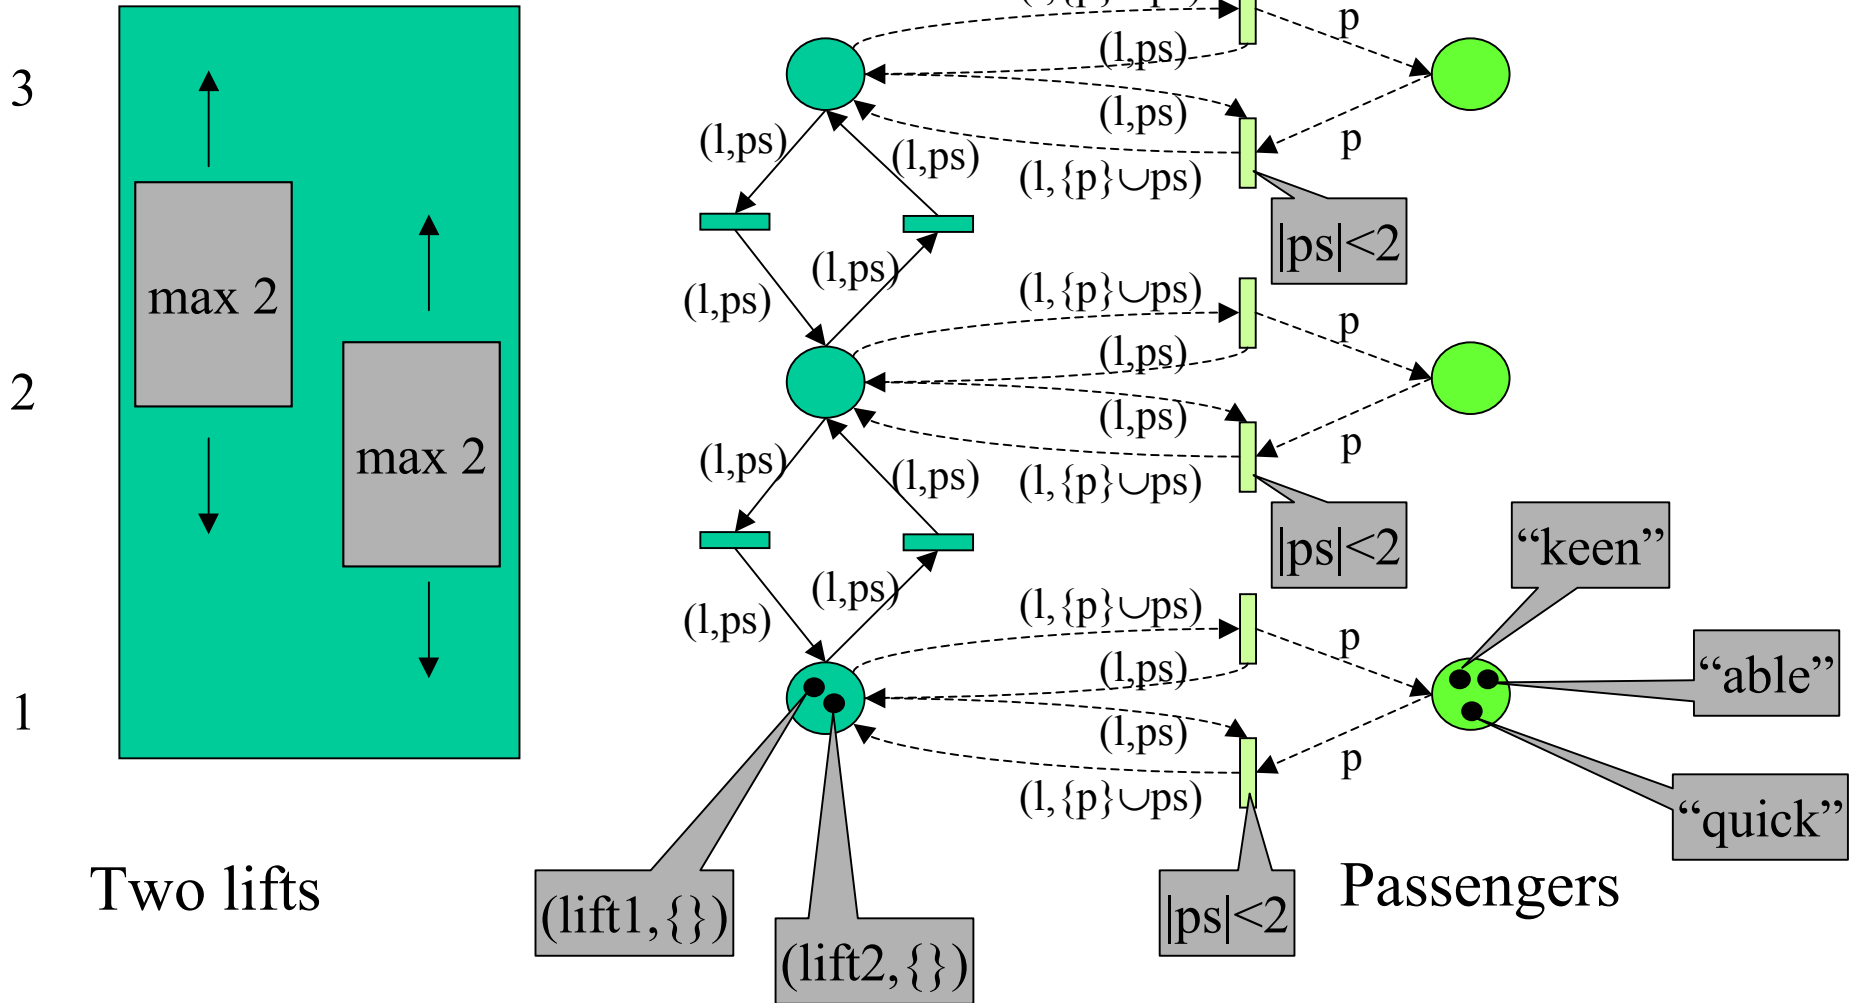 (l,{p}∪ps)
p
3
(l,ps)
(l,ps)
(l,ps)
(l,ps)
p
(l,{p}∪ps)
|ps|<2
max 2
(l,ps)
(l,ps)
(l,{p}∪ps)
p
(l,ps)
2
(l,ps)
p
max 2
(l,ps)
(l,ps)
(l,{p}∪ps)
|ps|<2
“keen”
(l,ps)
(l,ps)
(l,{p}∪ps)
p
(l,ps)
“able”
1
(l,ps)
p
(l,{p}∪ps)
“quick”
Two lifts
(lift1,{})
(lift2,{})
|ps|<2
Passengers